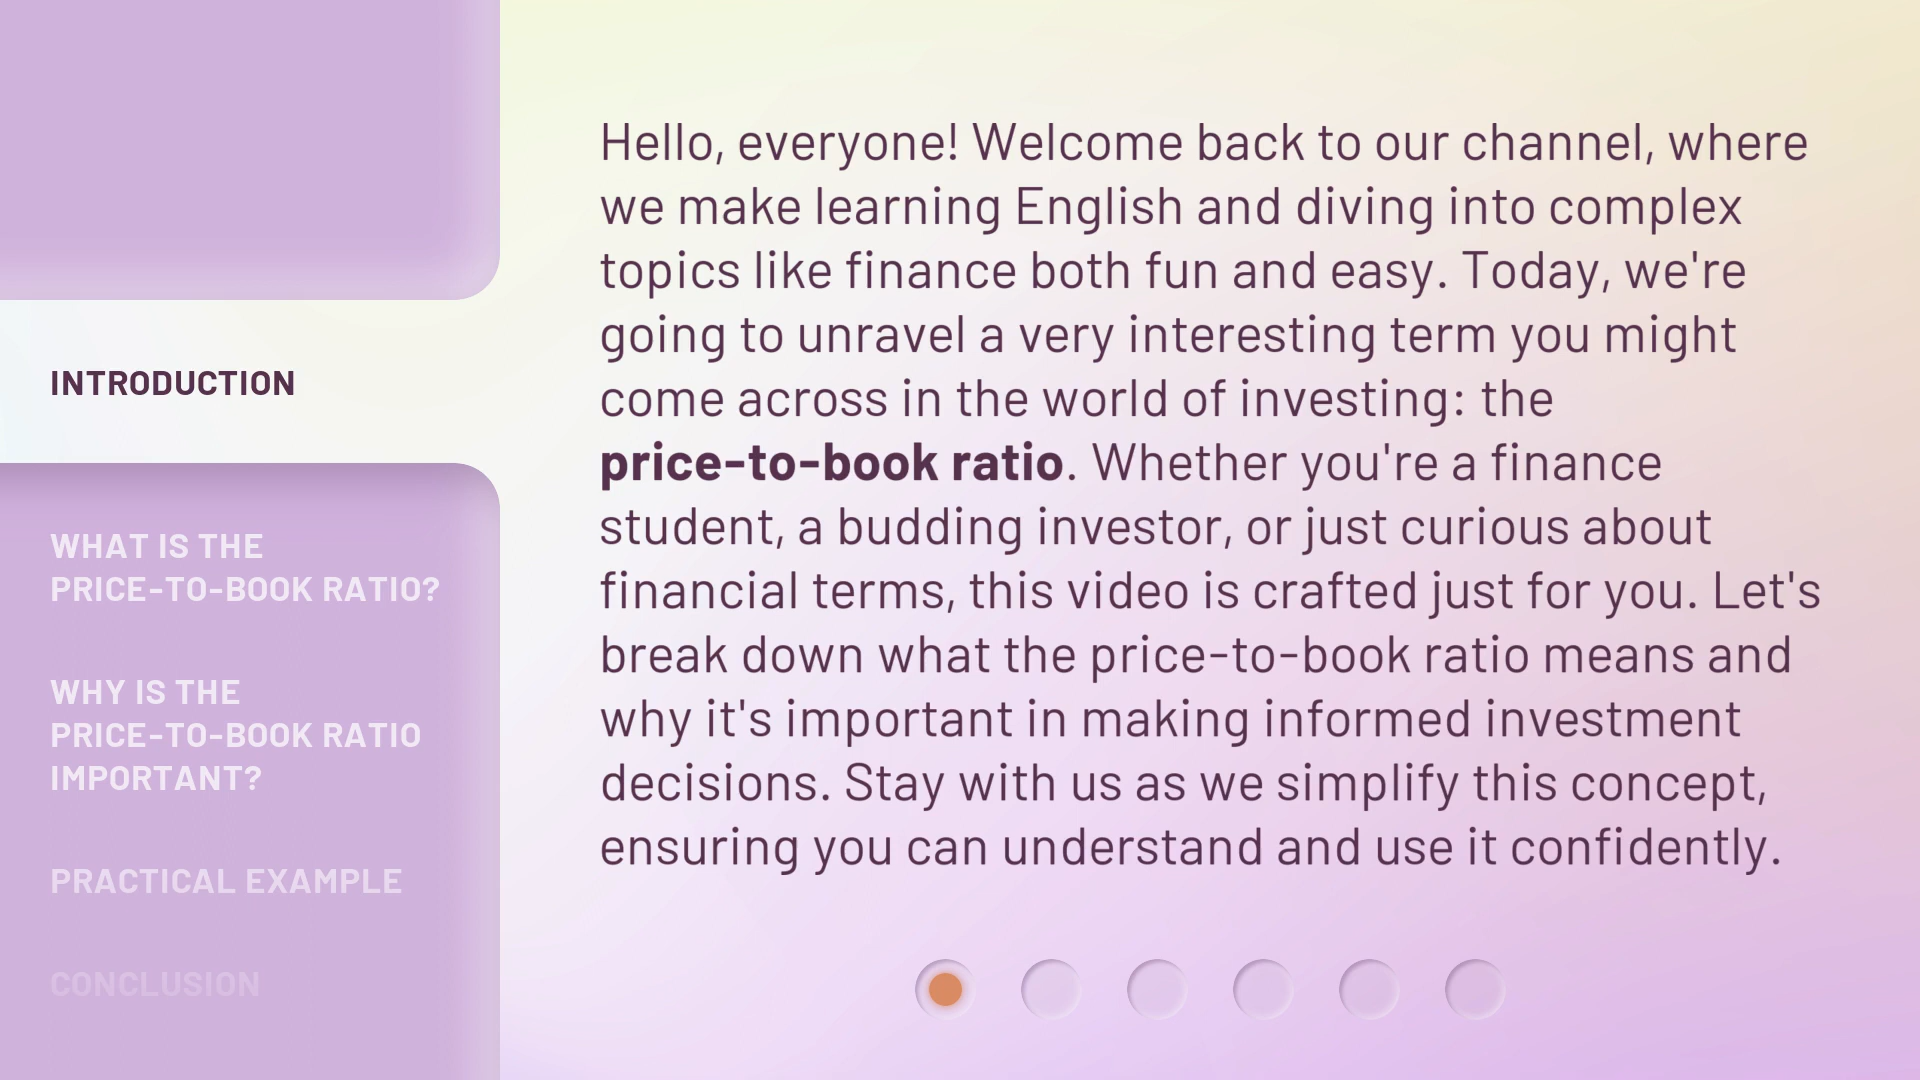 INTRODUCTION
WHAT IS THE
PRICE-TO-BOOK RATIO?
WHY IS THE
PRICE-TO-BOOK RATIO
IMPORTANT?
PRACTICAL EXAMPLE
CONCLUSION
Hello, everyone! Welcome back to our channel, where
we make learning English and diving into complex
topics like finance both fun and easy. Today, we're
going to unravel a very interesting term you might
come across in the world of investing: the
price-to-book ratio. Whether you're a finance
student, a budding investor, or just curious about
financial terms, this video is crafted just for you. Let's
break down what the price-to-book ratio means and
why it's important in making informed investment
decisions. Stay with us as we simplify this concept,
ensuring you can understand and use it confidently.